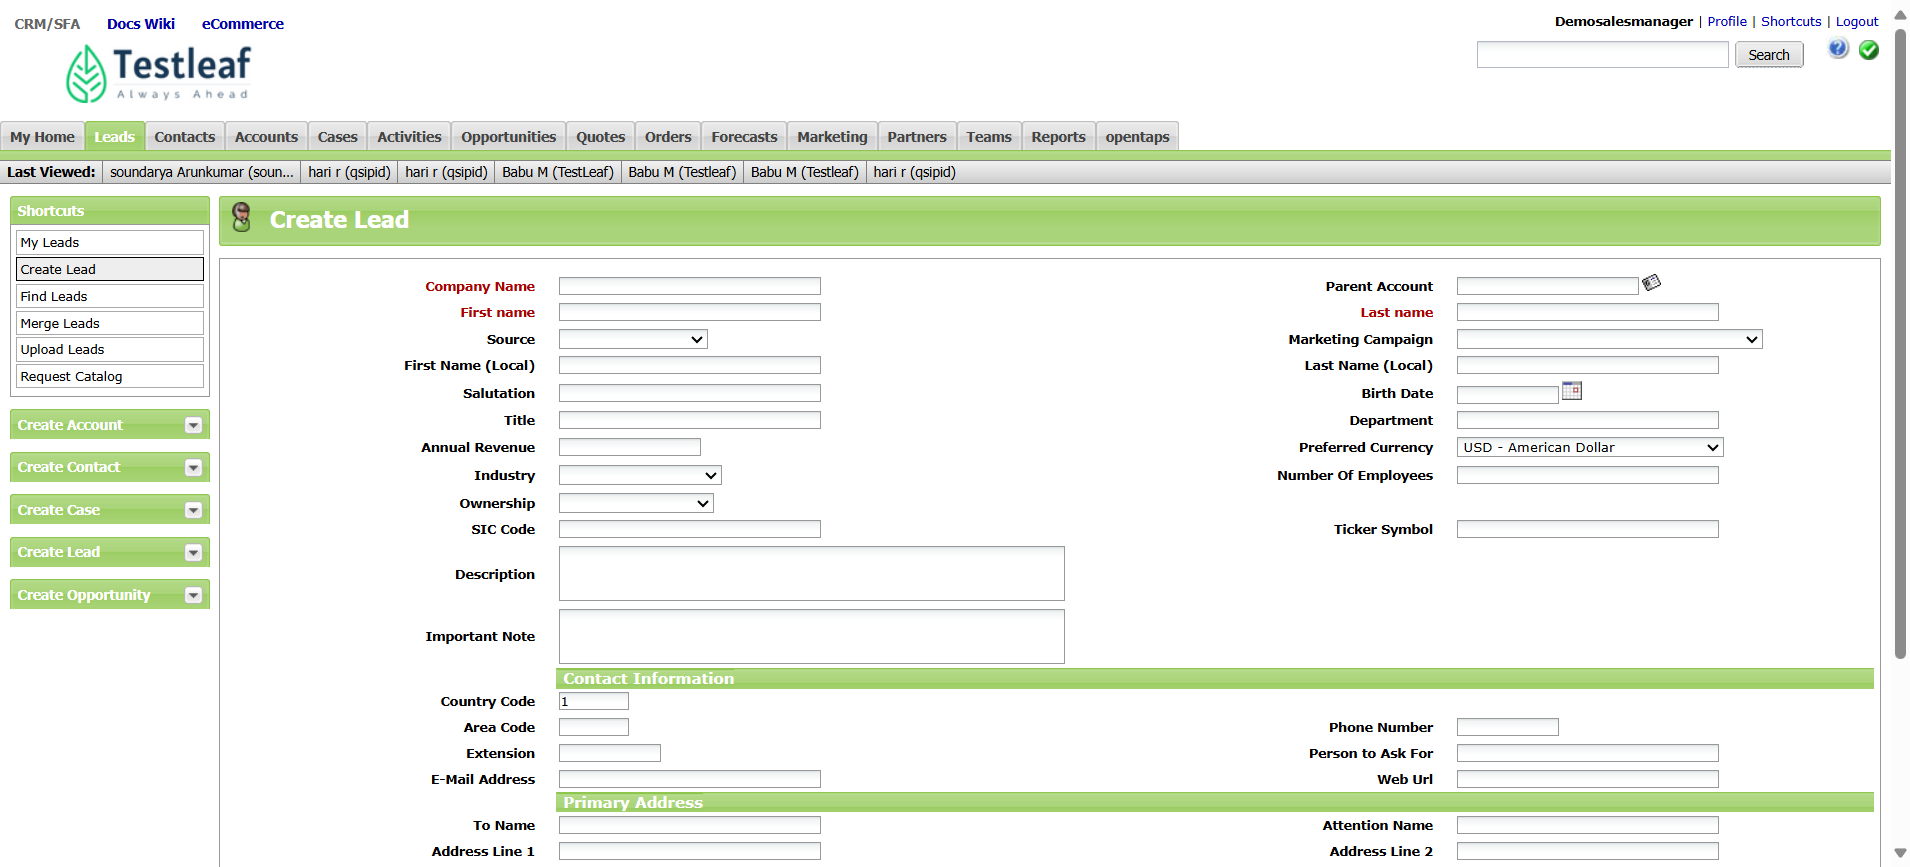 CRM/SFA Docs Wiki eCommerce
Demosalesmanager | Profile | Shortcuts | Logout
Testleaf
Always Ahead
Search
My Home Leads Contacts Accounts Cases Activities Opportunities Quotes Orders Forecasts Marketing Partners Teams Reports opentaps
Last Viewed: soundarya Arunkumar (soun... hari r (qsipid) hari r (qsipid) Babu M (TestLeaf) Babu M (Testleaf) Babu M (Testleaf) hari r (qsipid)
Shortcuts
My Leads
Create Lead
Find Leads
Merge Leads
Upload Leads
Request Catalog
Create Account
Create Contact
Create Case
Create Lead
Create Opportunity
Create Lead
Company Name Parent Account
First name Last name
Source Marketing Campaign
First Name (Local) Last Name (Local)
Salutation Birth Date
Title Department
Annual Revenue Preferred Currency USD - American Dollar
Industry Number Of Employees
Ownership
SIC Code Ticker Symbol
Description
Important Note
Contact Information
Country Code 1
Area Code Phone Number
Extension Person to Ask For
E-Mail Address Web Url
Primary Address
To Name Attention Name
Address Line 1 Address Line 2